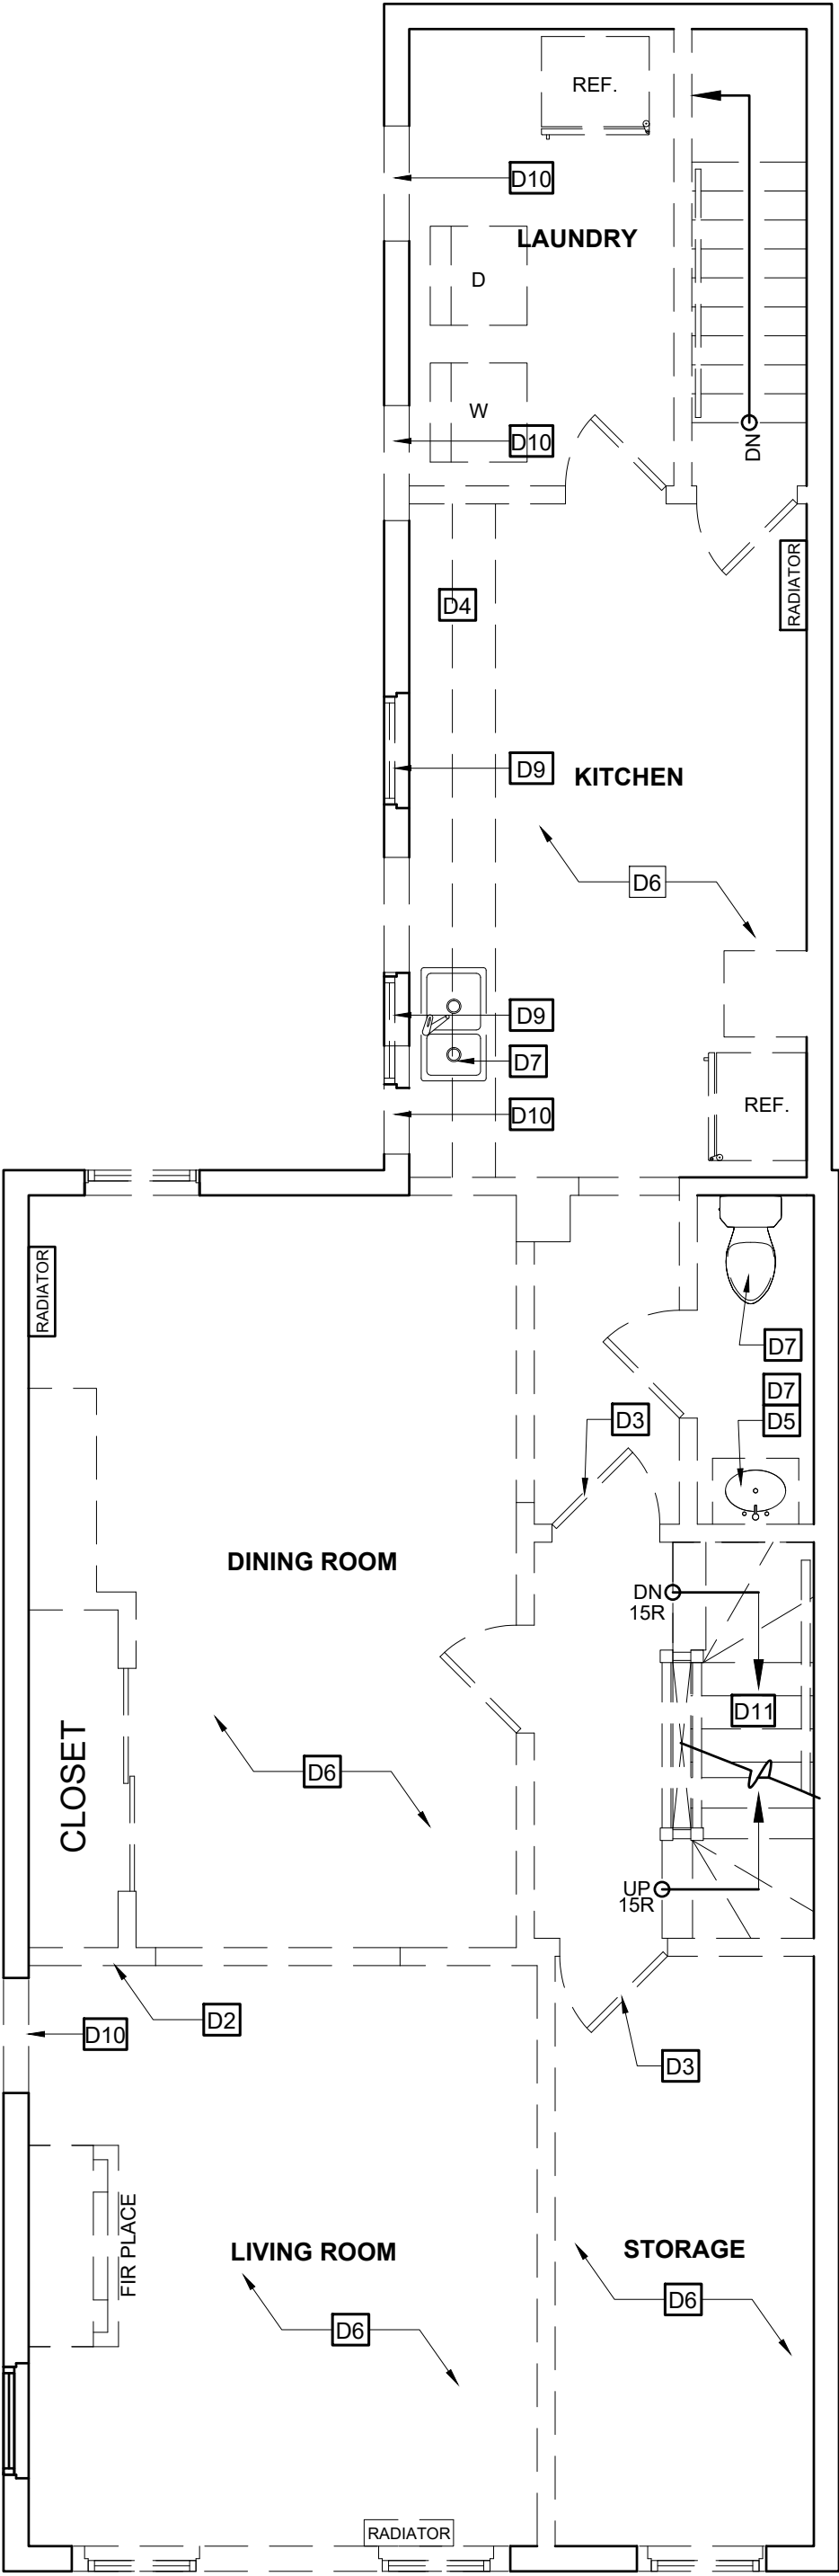 REF.
D10
LAUNDRY
D
W
D10
DN
RADIATOR
D4
D9
KITCHEN
D6
D9
D7
D10
REF.
RADIATOR
D7
D7
D3
D5
DINING ROOM
DN
15R
D11
CLOSET
D6
UP
15R
D2
D10
D3
FIR PLACE
LIVING ROOM
STORAGE
D6
D6
RADIATOR